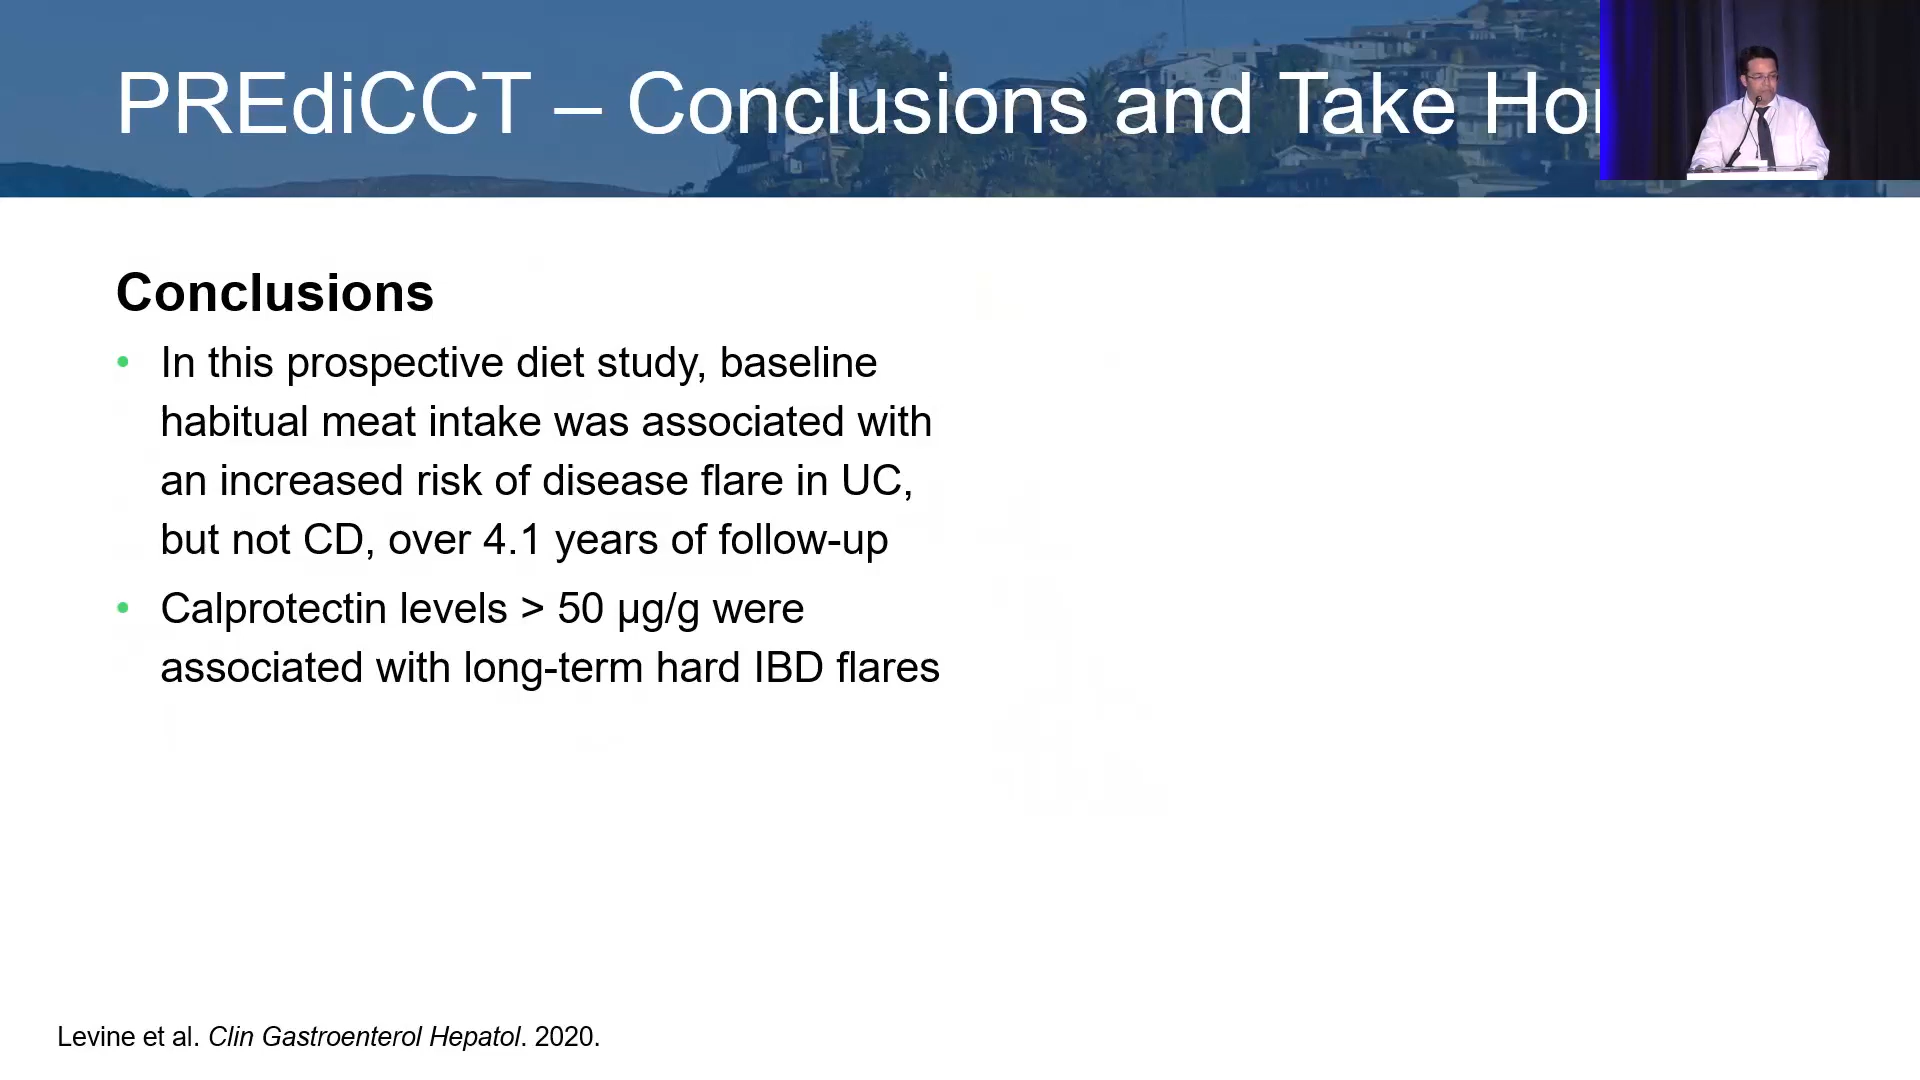 PREdiCCT – Conclusions and Take
Conclusions
• In this prospective diet study, baseline
habitual meat intake was associated with
an increased risk of disease flare in UC,
but not CD, over 4.1 years of follow-up
• Calprotectin levels > 50 µg/g were
associated with long-term hard IBD flares
Levine et al. Clin Gastroenterol Hepatol. 2020.